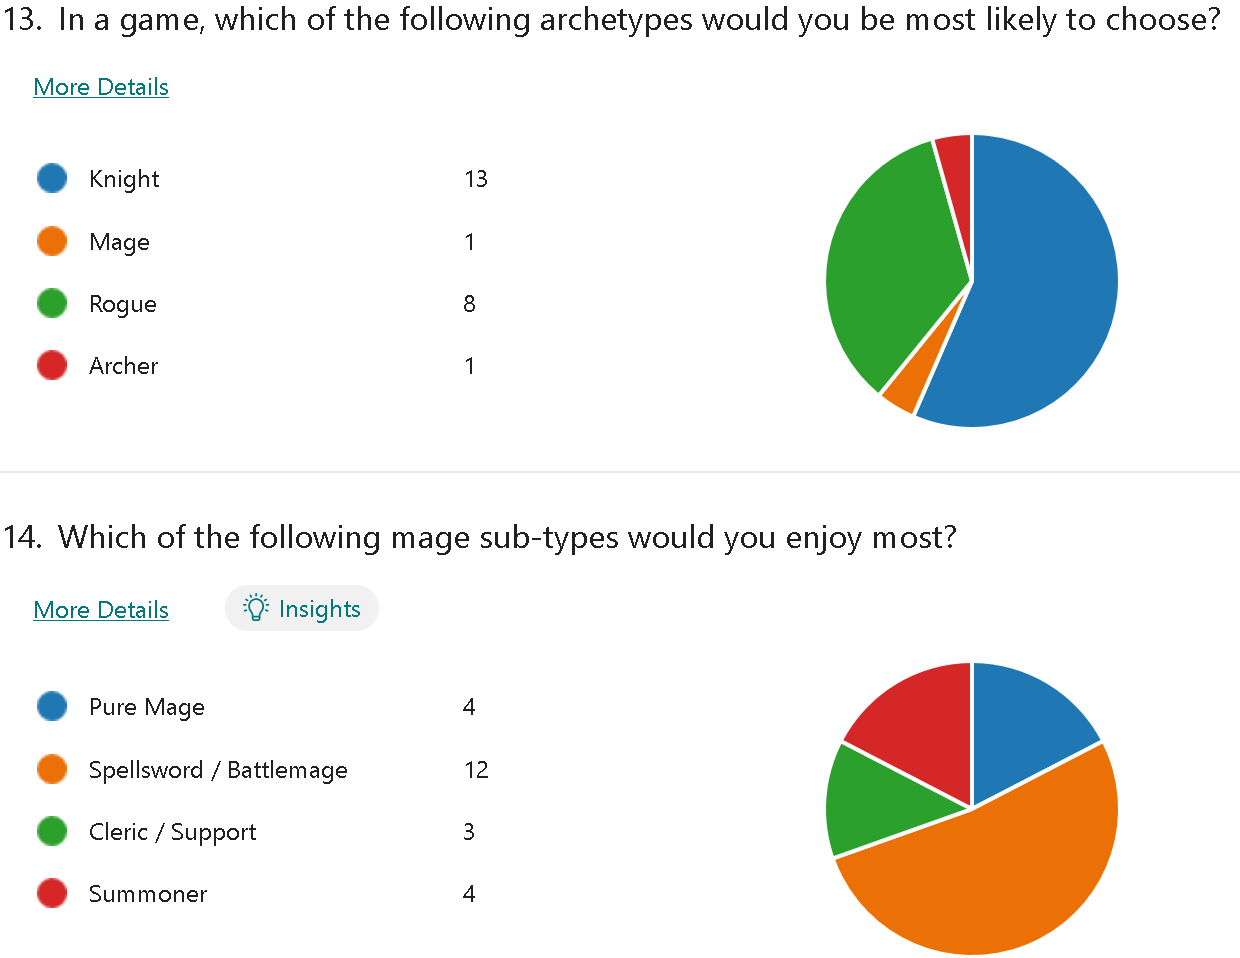 13. In a game, which of the following archetypes would you be most likely to choose?
More Details
Knight 13
Mage 1
Rogue 8
Archer 1
14. Which of the following mage sub-types would you enjoy most?
More Details Insights
Pure Mage 4
Spellsword / Battlemage 12
Cleric / Support 3
Summoner 4